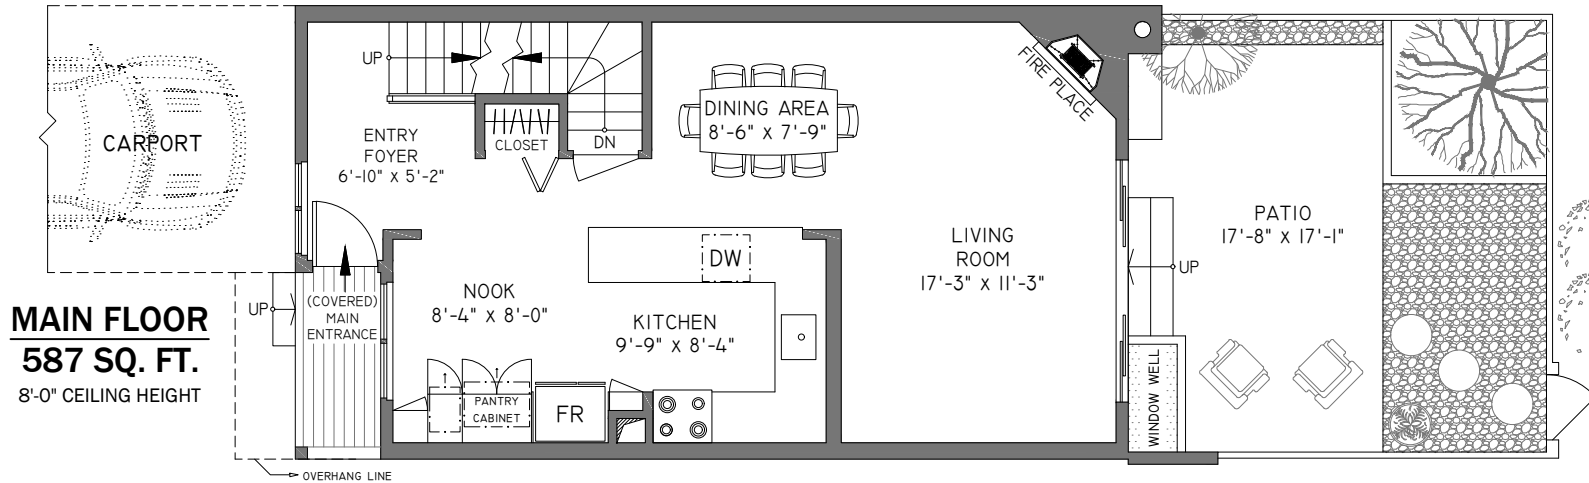 CARPORT
MAIN FLOOR
587 SQ. FT.
8'-0" CEILING HEIGHT
UP
ENTRY
FOYER
6'-10" X 5'-2"
CLOSET
DN
UP
(COVERED)
MAIN
ENTRANCE
OVERHANG LINE
NOOK
8'-4" X 8'-0"
PANTRY
CABINET
FR
KITCHEN
9'-9" X 8'-4"
DW
DINING AREA
8'-6" X 7'-9"
FIRE PLACE
LIVING
ROOM
17'-3" X 11'-3"
UP
PATIO
17'-8" X 17'-1"
WINDOW WELL